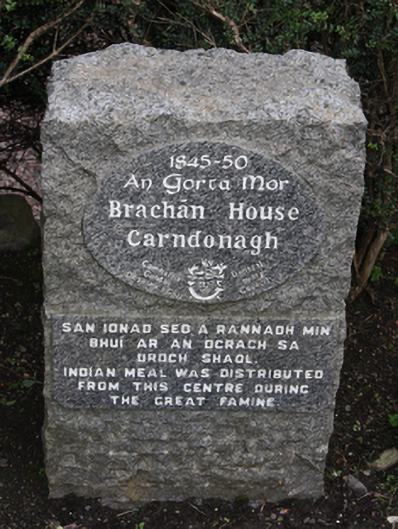 1845-50
An Gorta Mor
Brachán House
Carndonagh
SAN IONAD SEO A RANNADH MIN
BHUÍ AR AN OCRACH SA
DROCH SHAOL.
INDIAN MEAL WAS DISTRIBUTED
FROM THIS CENTRE DURING
THE GREAT FAMINE